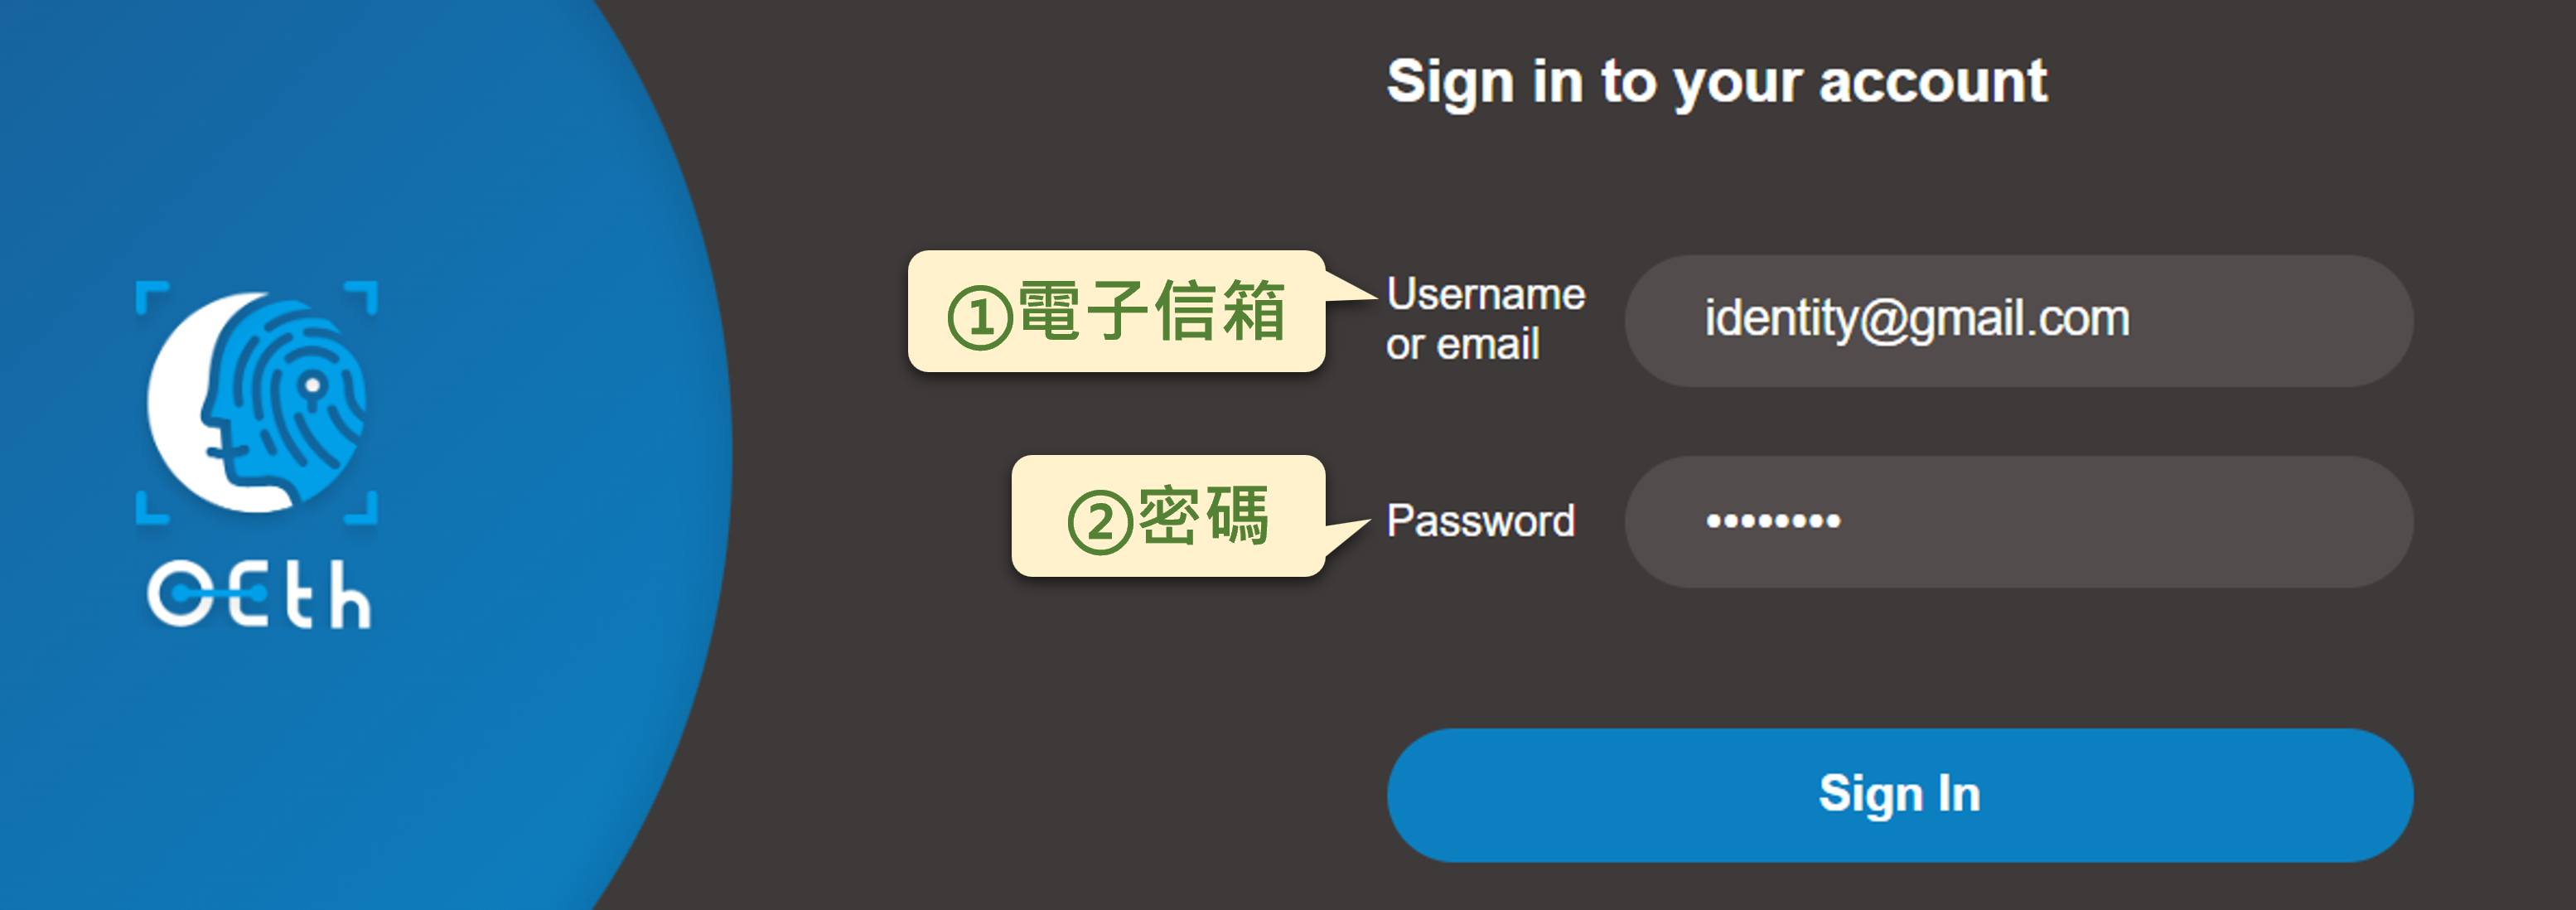 Sign in to your account
①電子信箱
Username
or email
identity@gmail.com
②密碼
Password
••••••••
OEth
Sign In